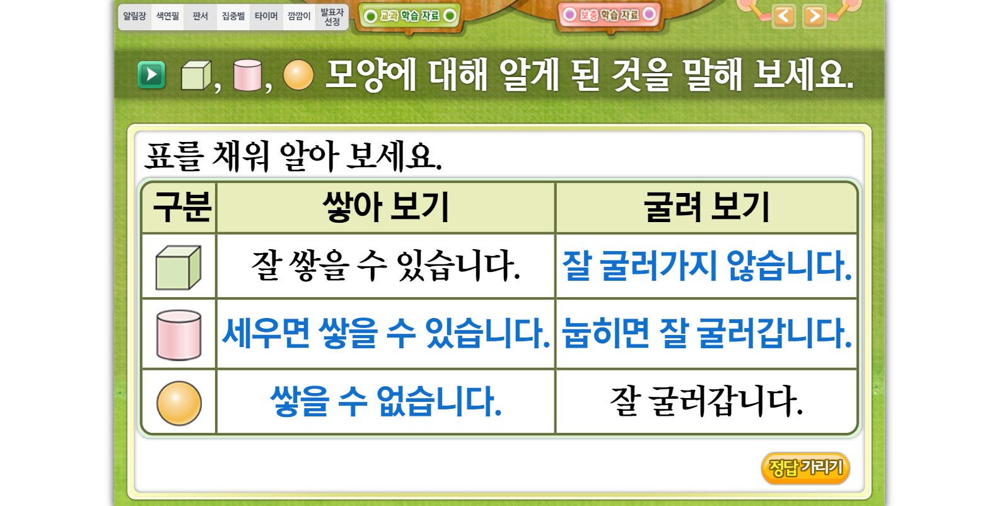 알림장 색연필 판서 집중벨 타이머 깜깜이 발표자
선정
교과 학습 자료 보충 학습 자료
, , 모양에 대해 알게 된 것을 말해 보세요.
표를 채워 알아 보세요.
구분 쌓아 보기 굴려 보기
잘 쌓을 수 있습니다. 잘 굴러가지 않습니다.
세우면 쌓을 수 있습니다. 눕히면 잘 굴러갑니다.
쌓을 수 없습니다. 잘 굴러갑니다.
정답 가리기